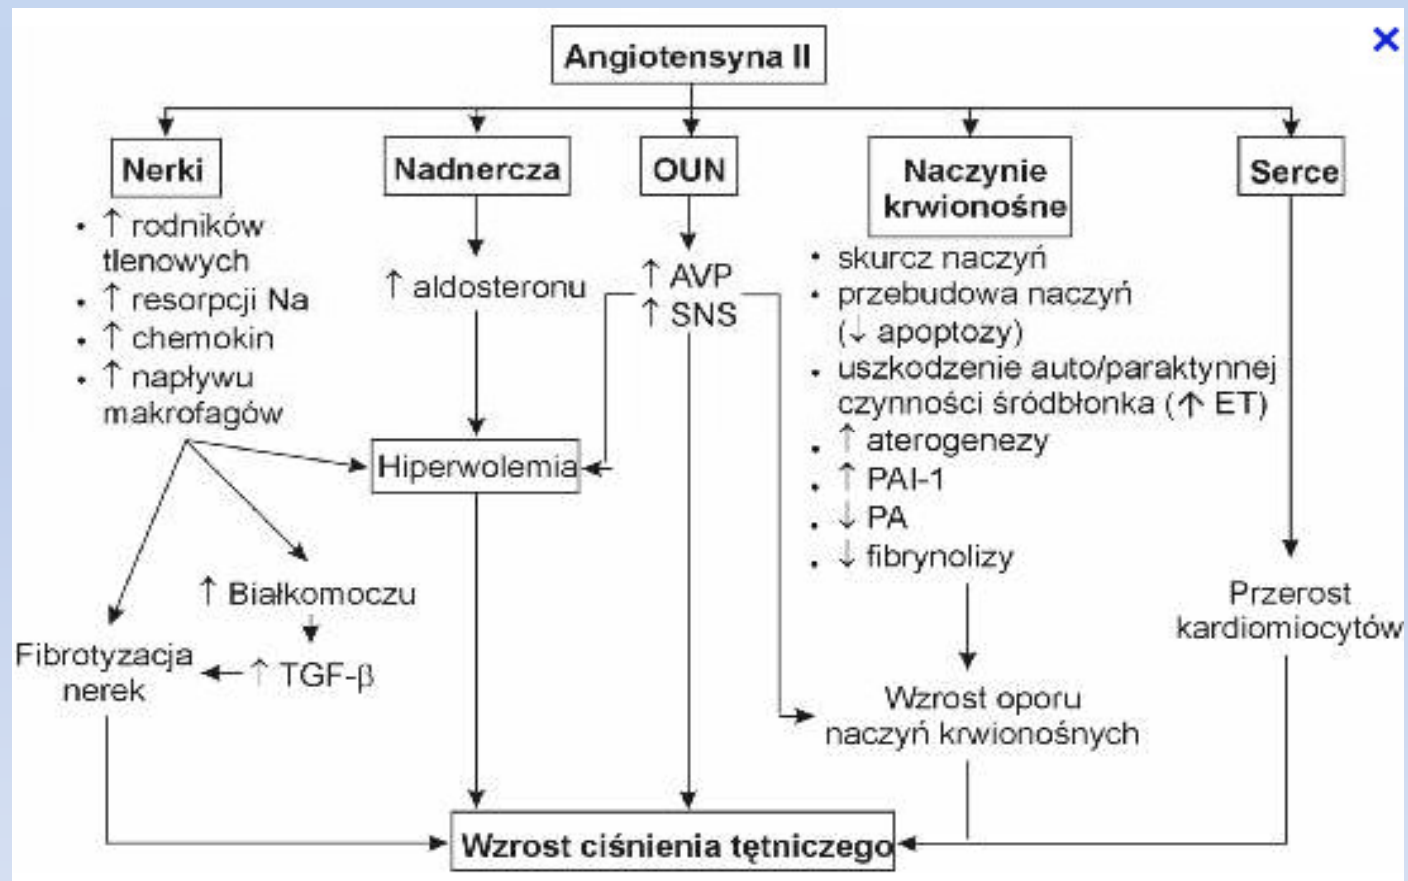 Angiotensyna II
Nerki
Nadnercza
OUN
Naczynie
krwionośne
Serce
• ↑ rodników
tlenowych
• ↑ resorpcji Na
• ↑ chemokin
• ↑ napływu
makrofagów
↑ aldosteronu
↑ AVP
↑ SNS
• skurcz naczyń
• przebudowa naczyń
(↓ apoptozy)
• uszkodzenie auto/paraktynnej
czynności śródbłonka (↑ ET)
• ↑ aterogenezy
• ↑ PAI-1
• ↓ PA
• ↓ fibrynolizy
Hiperwolemia
↑ Białkomoczu
Przerost
kardiomiocytów
Fibrotyzacja
nerek
↑ TGF-β
Wzrost oporu
naczyń krwionośnych
Wzrost ciśnienia tętniczego